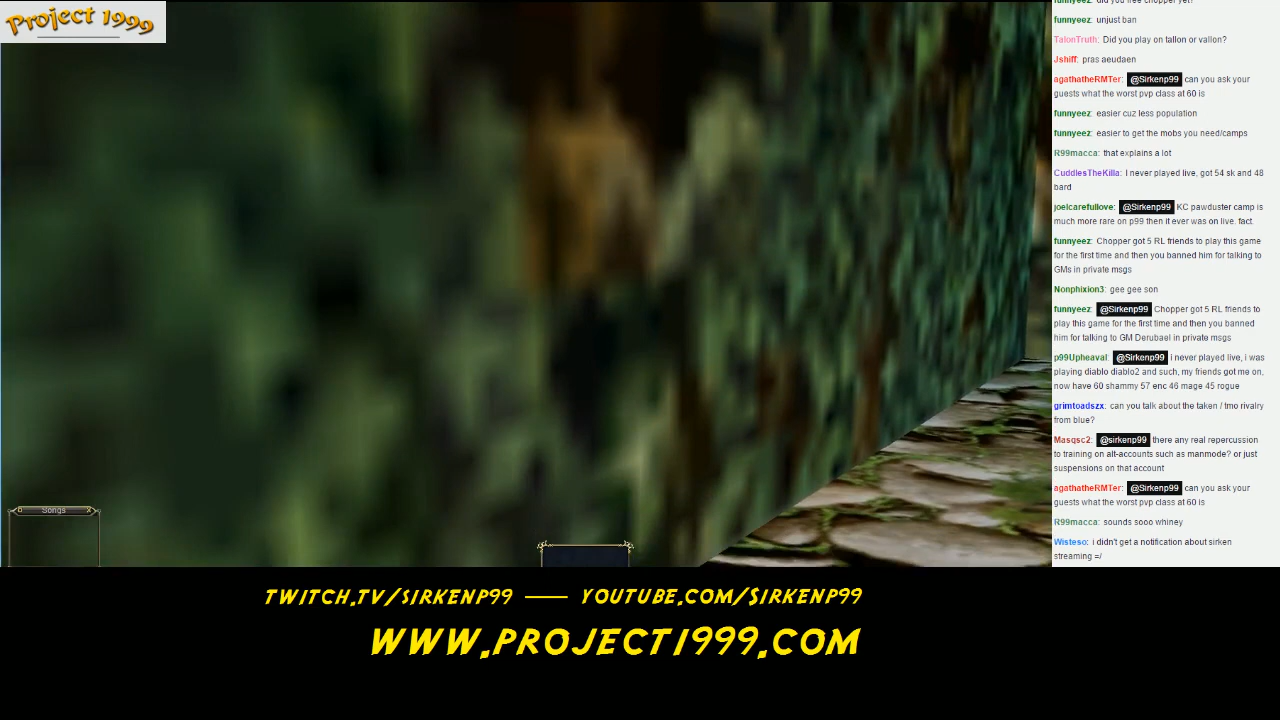 Project 1999
funnyeez: did you free chopper yet?
funnyeez: unjust ban
TalonTruth: Did you play on tallon or vallon?
Jshiff: pras aeudaen
agathatheRMTer: @Sirkenp99 can you ask your
guests what the worst pvp class at 60 is
funnyeez: easier cuz less population
funnyeez: easier to get the mobs you need/camps
R99macca: that explains a lot
CuddlesTheKilla: I never played live, got 54 sk and 48
bard
joelcarefullove: @Sirkenp99 KC pawduster camp is
much more rare on p99 then it ever was on live. fact.
funnyeez: Chopper got 5 RL friends to play this game
for the first time and then you banned him for talking to
GMs in private msgs
Nonphixion3: gee gee son
funnyeez: @Sirkenp99 Chopper got 5 RL friends to
play this game for the first time and then you banned
him for talking to GM Derubael in private msgs
p99Upheaval: @Sirkenp99 i never played live, i was
playing diablo diablo2 and such, my friends got me on,
now have 60 shammy 57 enc 46 mage 45 rogue
grimtoadszx: can you talk about the taken / tmo rivalry
from blue?
Masqsc2: @sirkenp99 there any real repercussion
to training on alt-accounts such as manmode? or just
suspensions on that account
agathatheRMTer: @Sirkenp99 can you ask your
guests what the worst pvp class at 60 is
R99macca: sounds sooo whiney
Wisteso: i didn't get a notification about sirken
streaming =/
Songs
TWITCH.TV/SIRKENP99 —— YOUTUBE.COM/SIRKENP99
WWW.PROJECT1999.COM